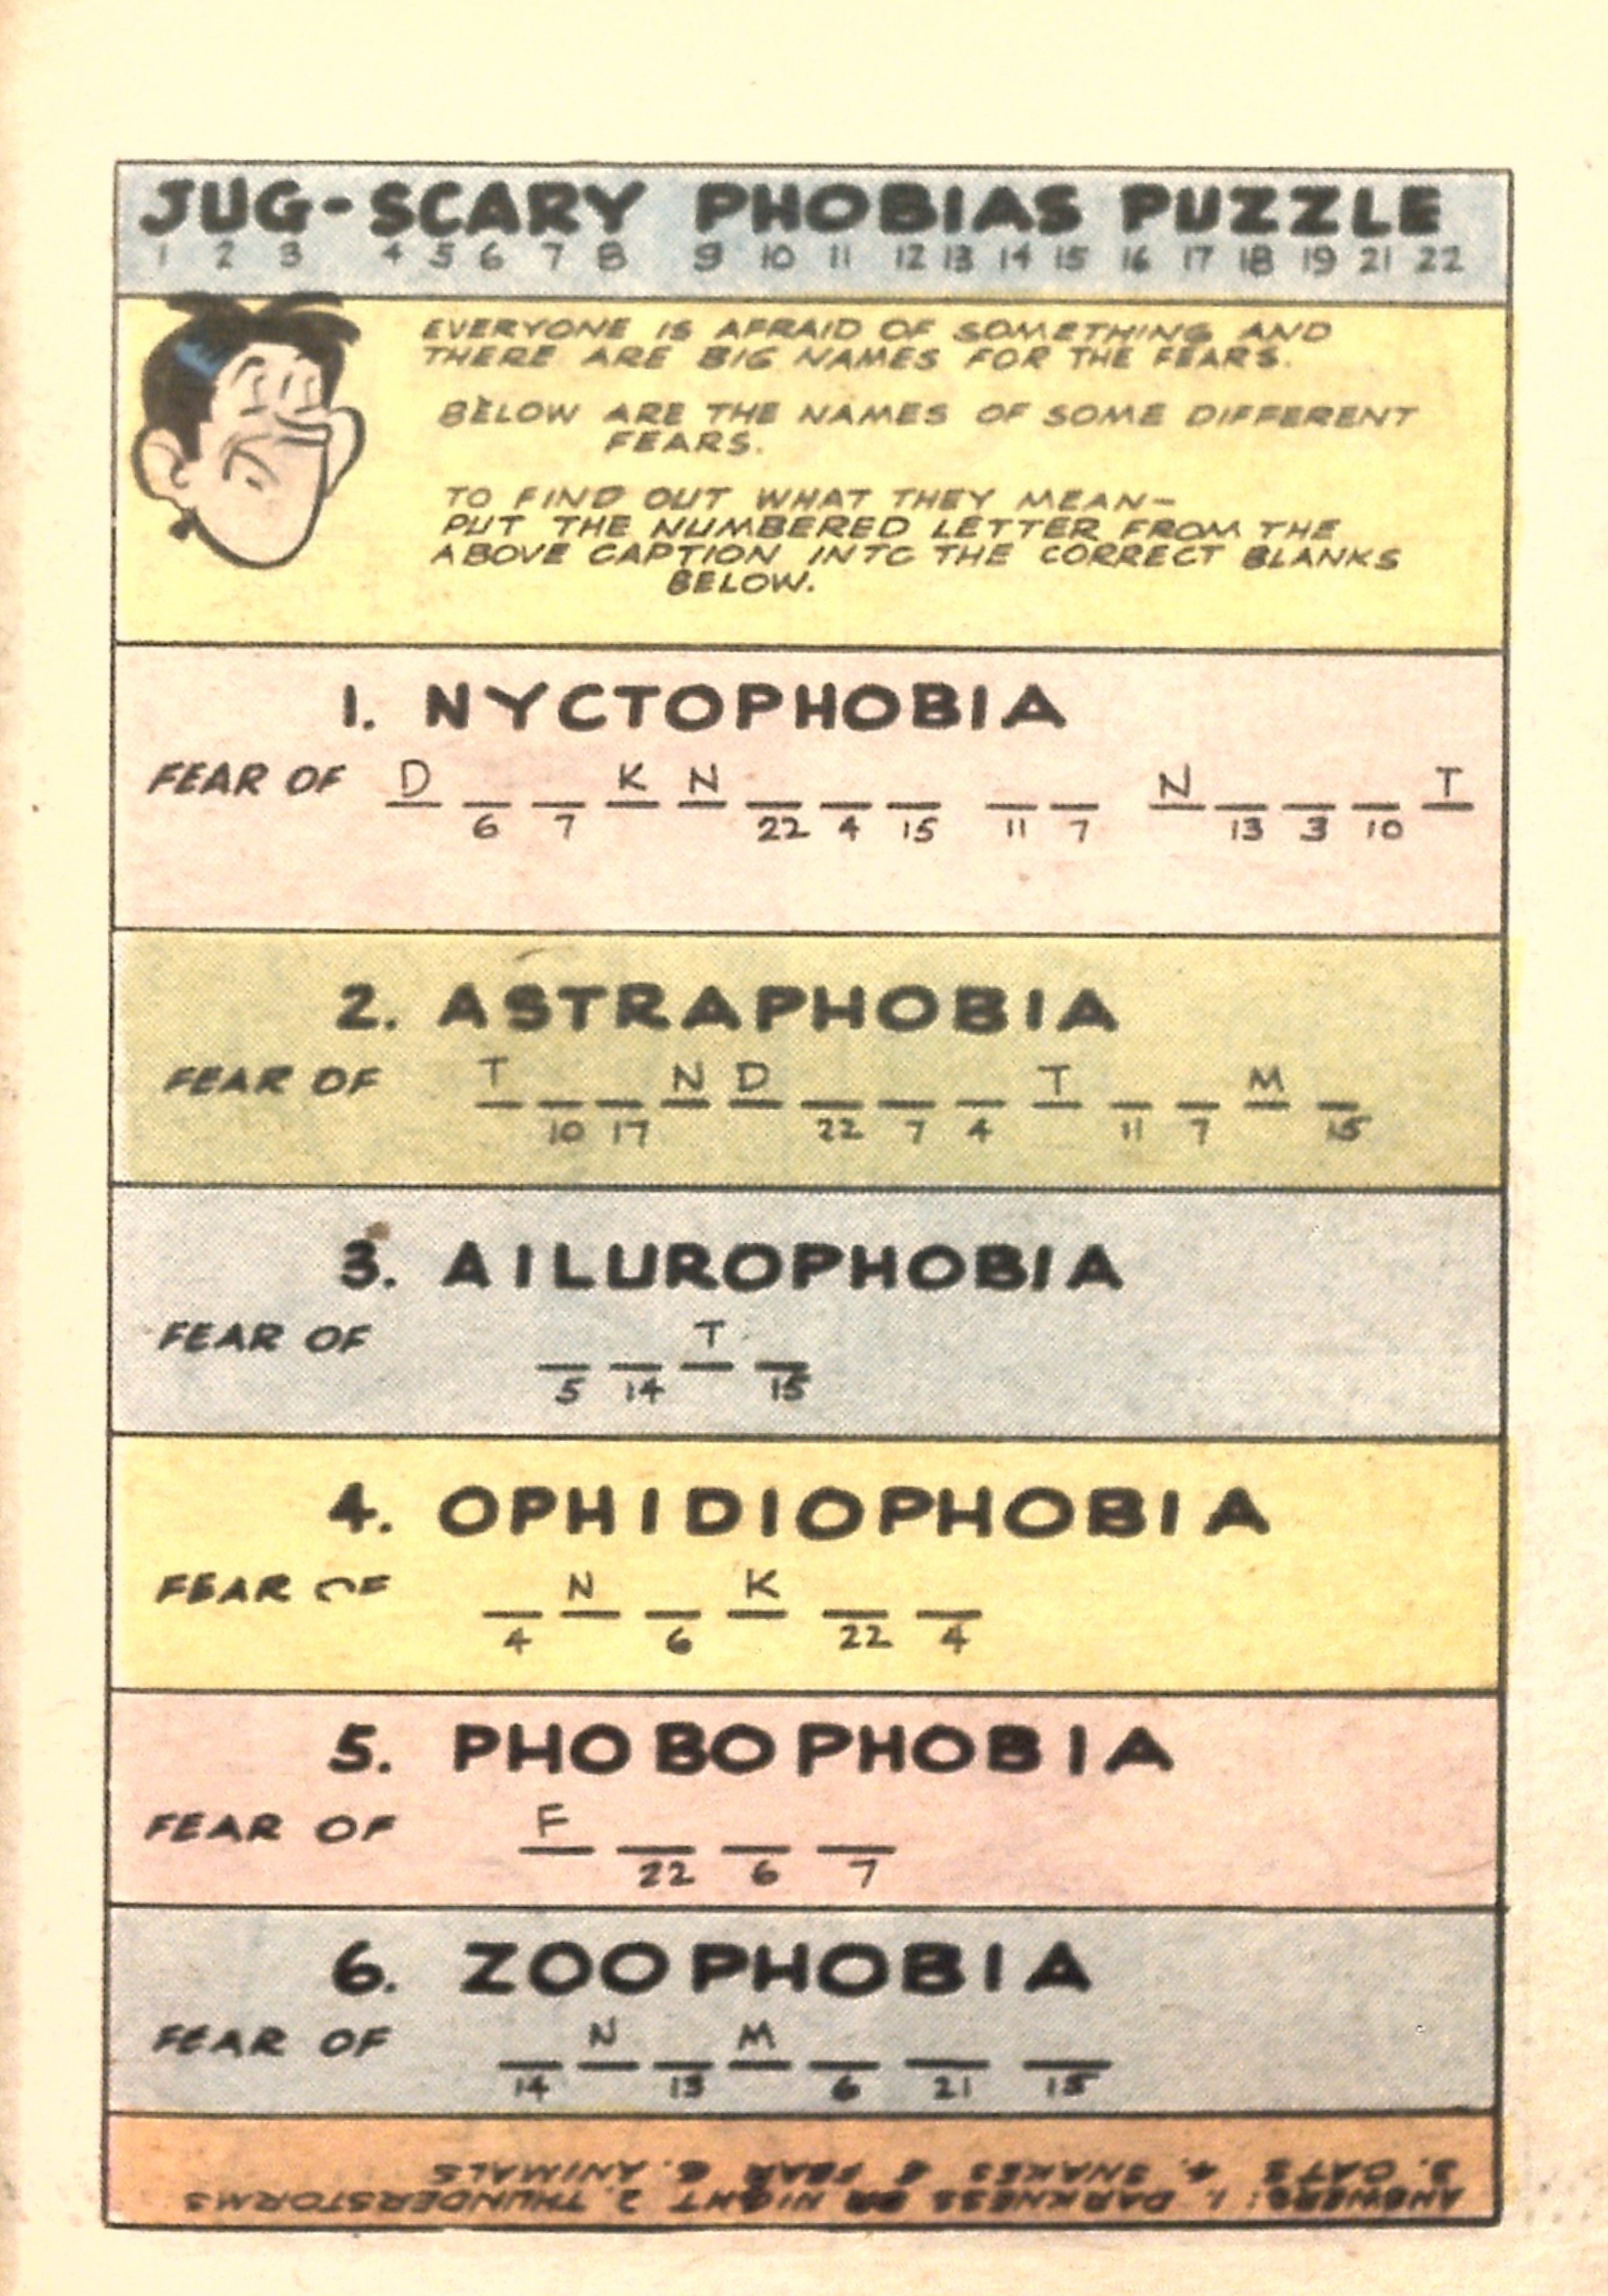 JUG-SCARY PHOBIAS PUZZLE
1 2 3 4 5 6 7 8 9 10 11 12 13 14 15 16 17 18 19 21 22
EVERYONE IS AFRAID OF SOMETHING AND
THERE ARE BIG NAMES FOR THE FEARS.
BELOW ARE THE NAMES OF SOME DIFFERENT
FEARS.
TO FIND OUT WHAT THEY MEAN-
PUT THE NUMBERED LETTER FROM THE
ABOVE CAPTION INTO THE CORRECT BLANKS
BELOW.
1. NYCTOPHOBIA
FEAR OF D _ _ K N _ _ _ _ _ N _ _ _ T
6 7 22 4 15 11 7 13 3 10
2. ASTRAPHOBIA
FEAR OF T _ _ N D _ _ _ T _ _ M _
10 17 22 7 4 11 7 15
3. AILUROPHOBIA
FEAR OF _ _ T _
5 14 15
4. OPHIDIOPHOBIA
FEAR OF _ N _ K _ _
4 6 22 4
5. PHOBOPHOBIA
FEAR OF F _ _ _
22 6 7
6. ZOOPHOBIA
FEAR OF _ N _ M _ _ _
14 13 6 21 15
ANSWERS: 1. DARKNESS OR NIGHT 2. THUNDERSTORMS
3. CATS 4. SNAKES 5 FEAR 6. ANIMALS